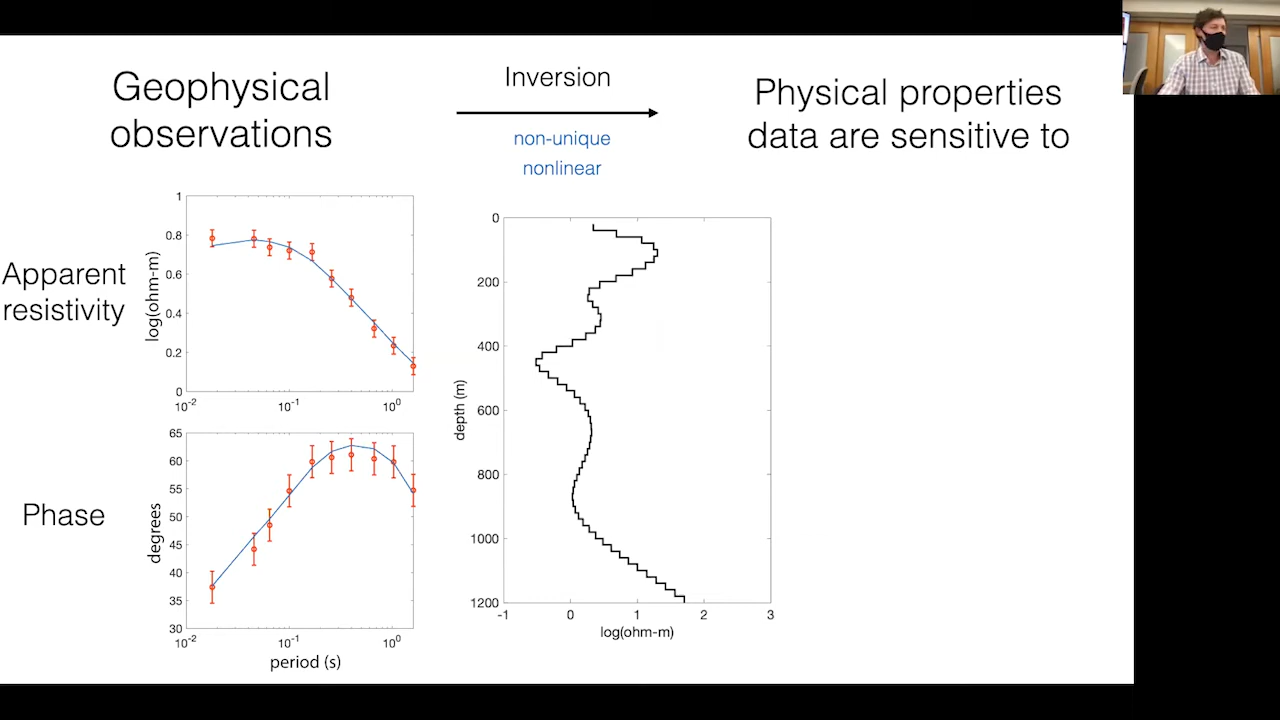 Geophysical
observations
Inversion
non-unique
nonlinear
Physical properties
data are sensitive to
Apparent
resistivity
log(ohm-m)
1
0.8
0.6
0.4
0.2
0
10-2
10-1
100
Phase
degrees
65
60
55
50
45
40
35
30
10-2
10-1
100
period (s)
depth (m)
0
200
400
600
800
1000
1200
-1
0
1
2
3
log(ohm-m)